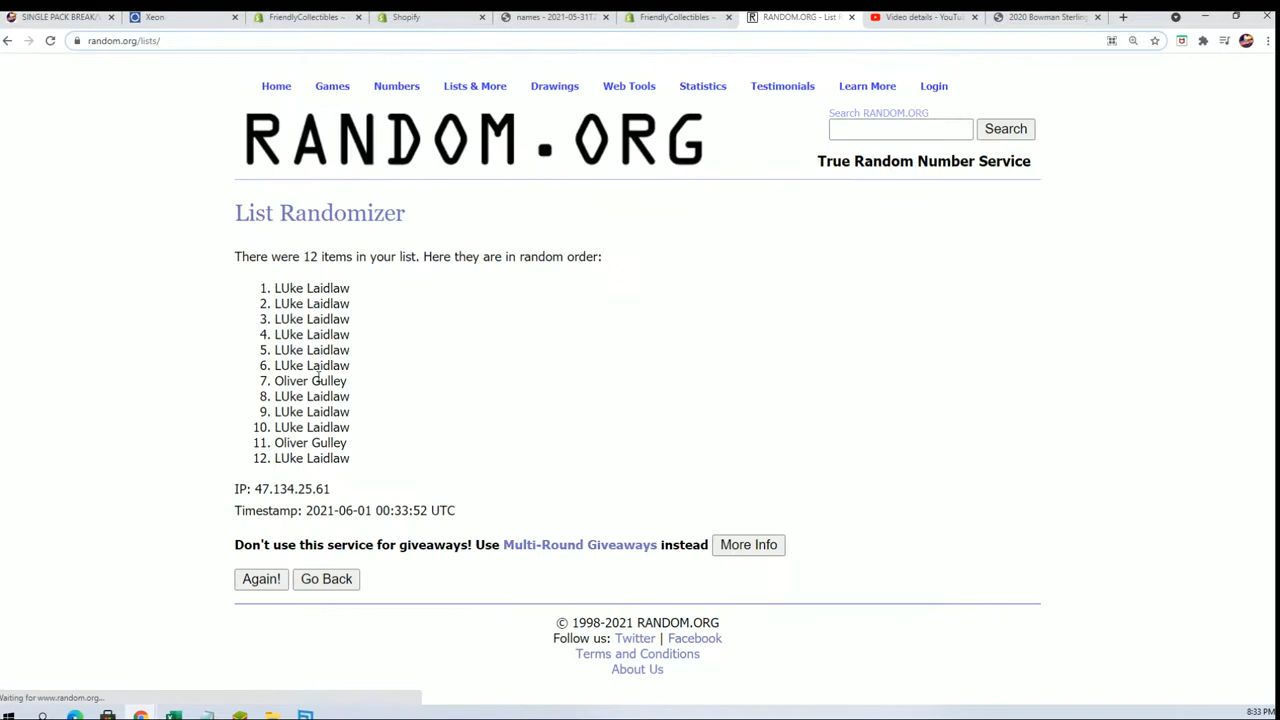 SINGLE PACK BREAK/
Xeon
FriendlyCollectibles ~
Shopify
names - 2021-05-31T
FriendlyCollectibles ~
RANDOM.ORG - List
Video details - YouTu
2020 Bowman Sterling
random.org/lists/
Home Games Numbers Lists & More Drawings Web Tools Statistics Testimonials Learn More Login
RANDOM.ORG
Search RANDOM.ORG
Search
True Random Number Service
List Randomizer
There were 12 items in your list. Here they are in random order:
1. LUke Laidlaw
2. LUke Laidlaw
3. LUke Laidlaw
4. LUke Laidlaw
5. LUke Laidlaw
6. LUke Laidlaw
7. Oliver Gulley
8. LUke Laidlaw
9. LUke Laidlaw
10. LUke Laidlaw
11. Oliver Gulley
12. LUke Laidlaw
IP: 47.134.25.61
Timestamp: 2021-06-01 00:33:52 UTC
Don't use this service for giveaways! Use Multi-Round Giveaways instead More Info
Again! Go Back
© 1998-2021 RANDOM.ORG
Follow us: Twitter | Facebook
Terms and Conditions
About Us
Waiting for www.random.org...
8:33 PM